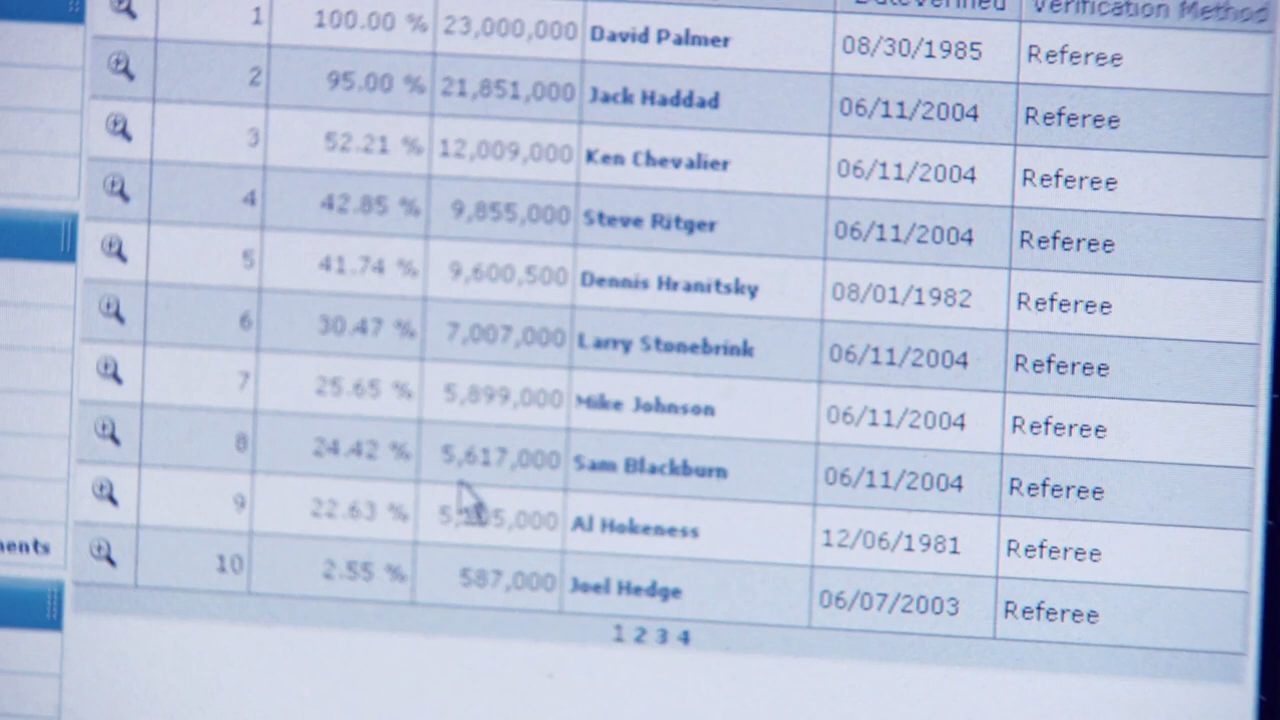 Date Verified Verification Method
1 100.00 % 23,000,000 David Palmer 08/30/1985 Referee
2 95.00 % 21,851,000 Jack Haddad 06/11/2004 Referee
3 52.21 % 12,009,000 Ken Chevalier 06/11/2004 Referee
4 42.85 % 9,855,000 Steve Ritger 06/11/2004 Referee
5 41.74 % 9,600,500 Dennis Hranitsky 08/01/1982 Referee
6 30.47 % 7,007,000 Larry Stonebrink 06/11/2004 Referee
7 25.65 % 5,899,000 Mike Johnson 06/11/2004 Referee
8 24.42 % 5,617,000 Sam Blackburn 06/11/2004 Referee
9 22.63 % Al Hokeness 12/06/1981 Referee
ments
10 2.55 % 587,000 Joel Hedge 06/07/2003 Referee
1 2 3 4